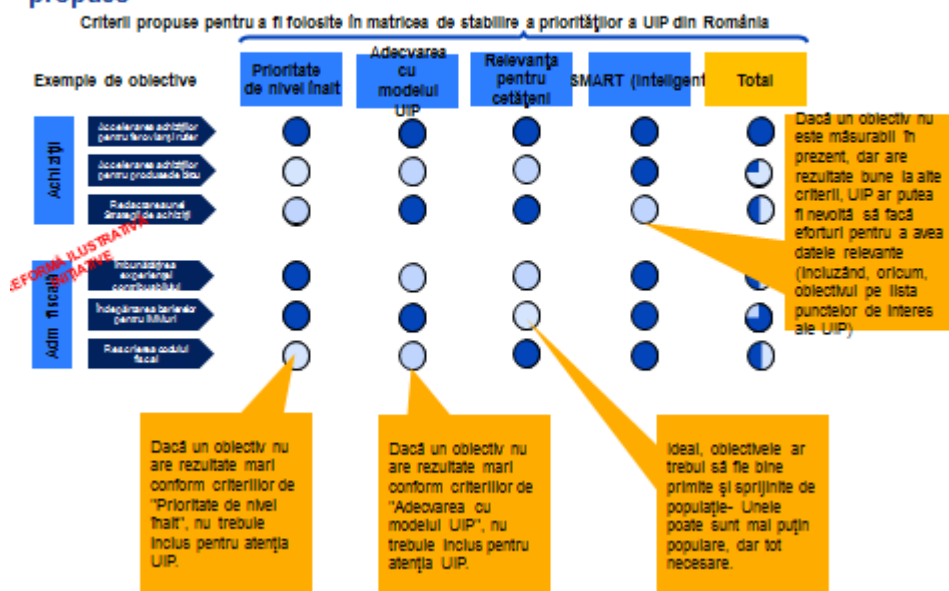 propuse
Criterii propuse pentru a fi folosite în matricea de stabilire a priorităților a UIP din România
Exemple de obiective
Prioritate
de nivel înalt
Adecvarea
cu
modelul
UIP
Relevanța
pentru
cetățeni
SMART (Inteligent
Total
Achiziții
Accelerarea achizițiilor
pentru feroviar și rutier
Accelerarea achizițiilor
pentru produse de birou
Redactarea unei
Strategii de achiziții
REFORMĂ ILUSTRATIVĂ
INIȚIATIVE
Adm fiscală
Îmbunătățirea
experienței
contribuabilului
Îndepărtarea barierelor
pentru IMMuri
Rescrierea codului
fiscal
Dacă un obiectiv nu
este măsurabil în
prezent, dar are
rezultate bune la alte
criterii, UIP ar putea
fi nevoită să facă
eforturi pentru a avea
datele relevante
(incluzând, oricum,
obiectivul pe lista
punctelor de interes
ale UIP)
Dacă un obiectiv nu
are rezultate mari
conform criteriilor de
"Prioritate de nivel
înalt", nu trebuie
inclus pentru atenția
UIP.
Dacă un obiectiv nu
are rezultate mari
conform criteriilor de
"Adecvarea cu
modelul UIP", nu
trebuie inclus pentru
atenția UIP.
Ideal, obiectivele ar
trebui să fie bine
primite și sprijinite de
populație- Unele
poate sunt mai puțin
populare, dar tot
necesare.